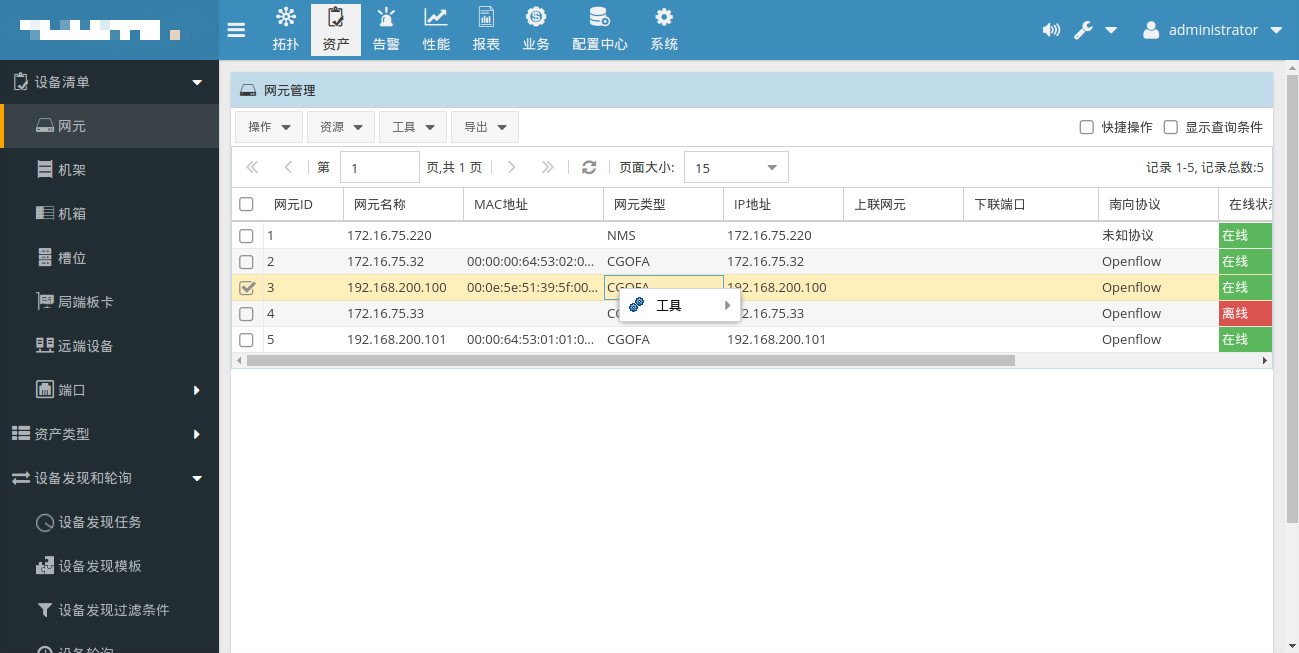 拓扑 资产 告警 性能 报表 业务 配置中心 系统 administrator
设备清单
网元
机架
机箱
槽位
局端板卡
远端设备
端口
资产类型
设备发现和轮询
设备发现任务
设备发现模板
设备发现过滤条件
设备轮询
网元管理
操作 资源 工具 导出 快捷操作 显示查询条件
第 1 页,共 1 页 页面大小: 15 记录 1-5, 记录总数:5
网元ID 网元名称 MAC地址 网元类型 IP地址 上联网元 下联端口 南向协议 在线状
1 172.16.75.220 NMS 172.16.75.220 未知协议 在线
2 172.16.75.32 00:00:00:64:53:02:0... CGOFA 172.16.75.32 Openflow 在线
3 192.168.200.100 00:0e:5e:51:39:5f:00... CGOFA 192.168.200.100 Openflow 在线
工具
4 172.16.75.33 Openflow 离线
5 192.168.200.101 00:00:64:53:01:01:0... CGOFA 192.168.200.101 Openflow 在线